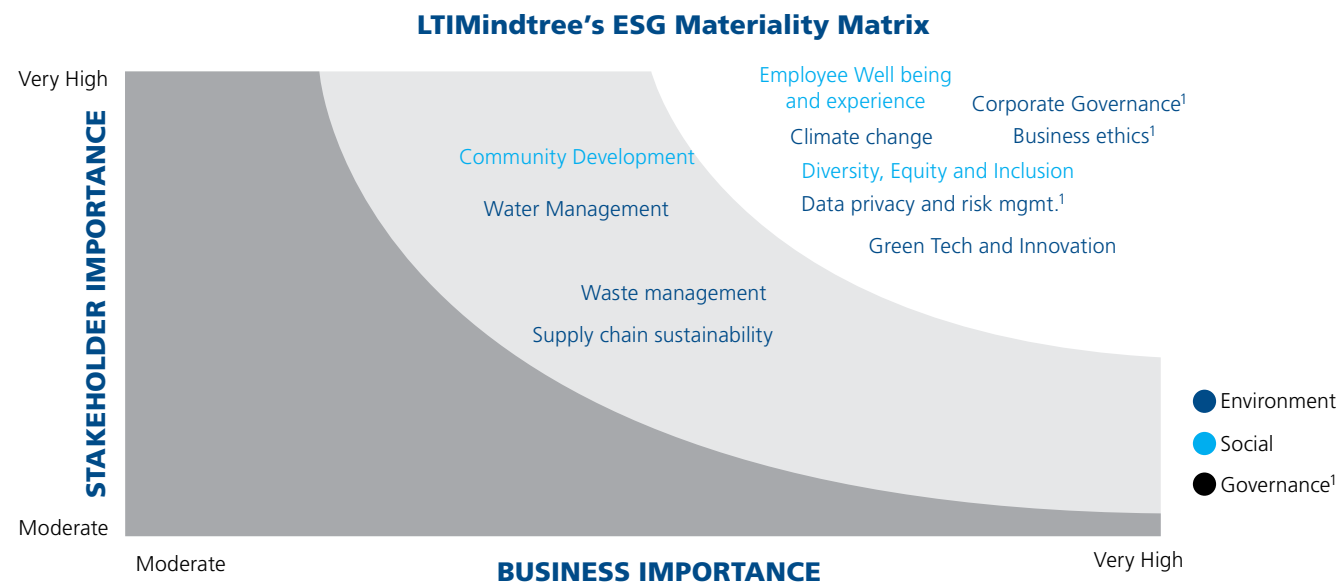 LTIMindtree’s ESG Materiality Matrix
Very High
STAKEHOLDER IMPORTANCE
Moderate
Employee Well being
and experience
Corporate Governance¹
Climate change
Business ethics¹
Community Development
Diversity, Equity and Inclusion
Water Management
Data privacy and risk mgmt.¹
Green Tech and Innovation
Waste management
Supply chain sustainability
Environment
Social
Governance¹
Moderate
BUSINESS IMPORTANCE
Very High